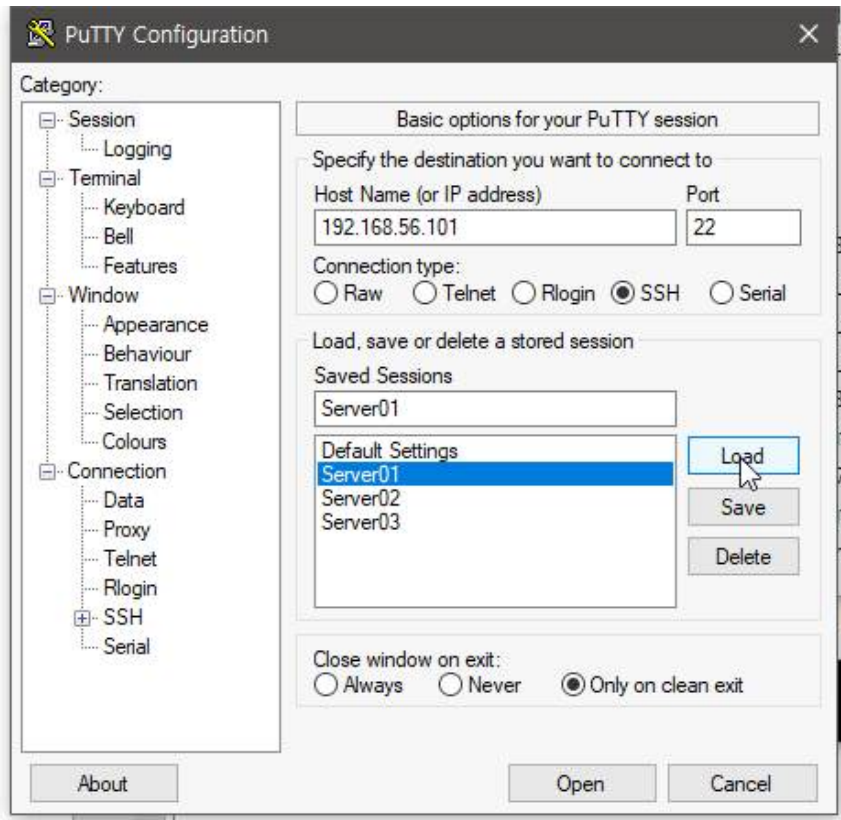 PuTTY Configuration
Category:
Session
Logging
Terminal
Keyboard
Bell
Features
Window
Appearance
Behaviour
Translation
Selection
Colours
Connection
Data
Proxy
Telnet
Rlogin
SSH
Serial
Basic options for your PuTTY session
Specify the destination you want to connect to
Host Name (or IP address) Port
192.168.56.101 22
Connection type:
Raw Telnet Rlogin SSH Serial
Load, save or delete a stored session
Saved Sessions
Server01
Default Settings
Server01
Server02
Server03
Load
Save
Delete
Close window on exit:
Always Never Only on clean exit
About Open Cancel